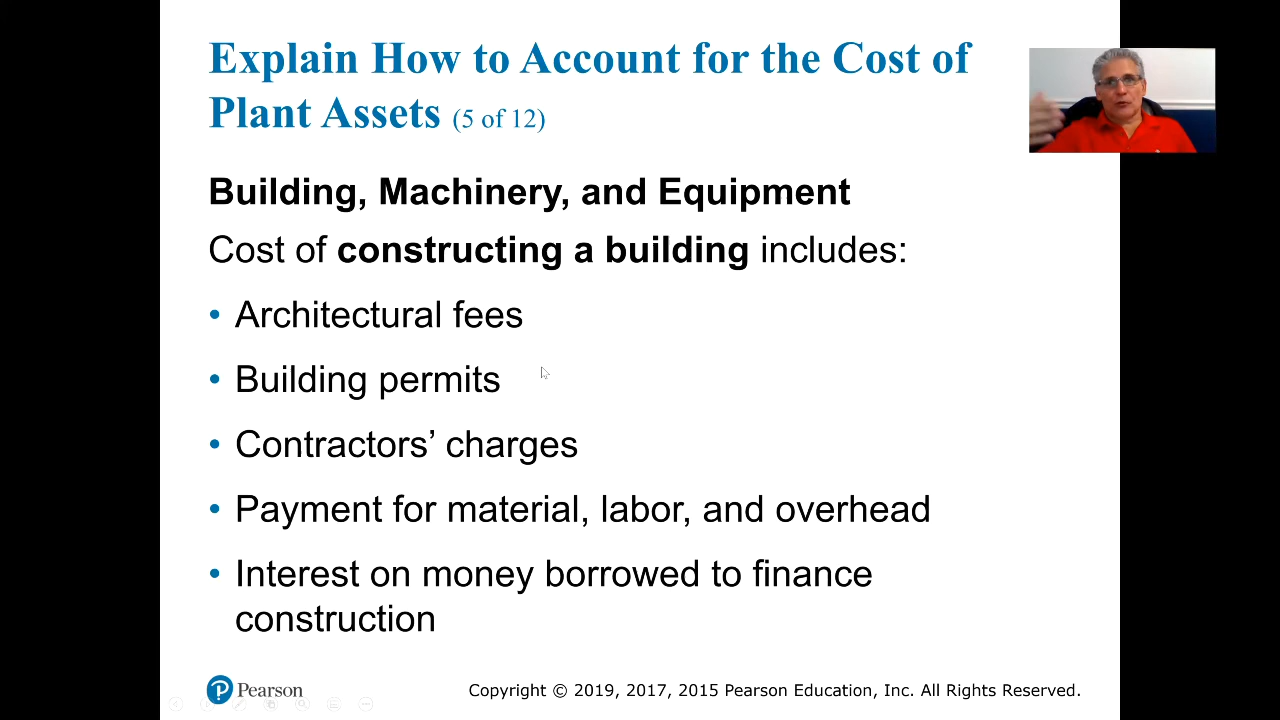 Explain How to Account for the Cost of
Plant Assets (5 of 12)
Building, Machinery, and Equipment
Cost of constructing a building includes:
• Architectural fees
• Building permits
• Contractors’ charges
• Payment for material, labor, and overhead
• Interest on money borrowed to finance
construction
P Pearson
Copyright © 2019, 2017, 2015 Pearson Education, Inc. All Rights Reserved.